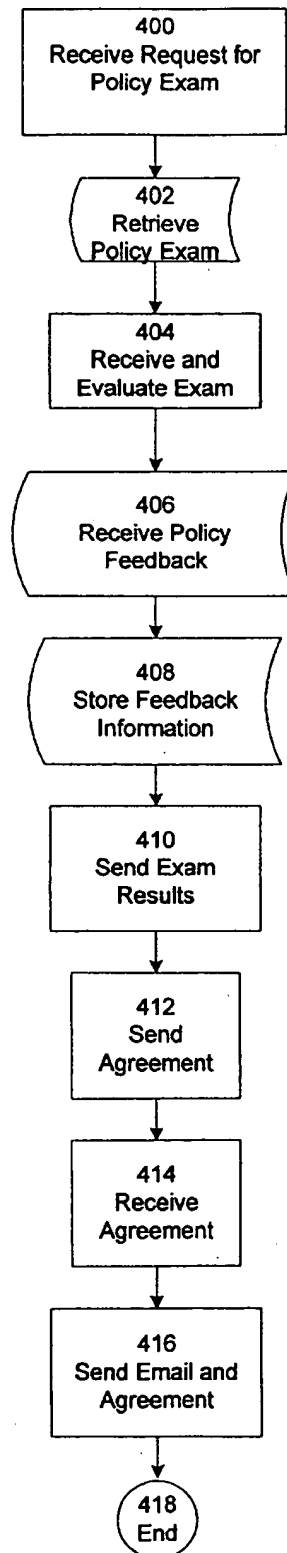 400
Receive Request for
Policy Exam
402
Retrieve
Policy Exam
404
Receive and
Evaluate Exam
406
Receive Policy
Feedback
408
Store Feedback
Information
410
Send Exam
Results
412
Send
Agreement
414
Receive
Agreement
416
Send Email and
Agreement
418
End